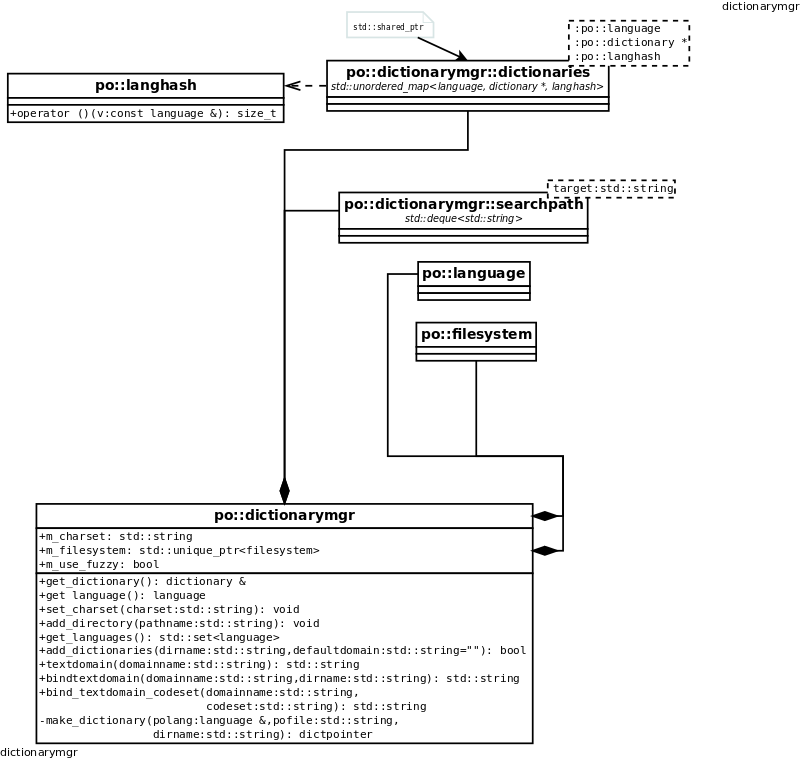 dictionarymgr
std::shared_ptr
:po::language
:po::dictionary *
:po::langhash
po::dictionarymgr::dictionaries
std::unordered_map<language, dictionary *, langhash>
po::langhash
+operator ()(v:const language &): size_t
target:std::string
po::dictionarymgr::searchpath
std::deque<std::string>
po::language
po::filesystem
po::dictionarymgr
+m_charset: std::string
+m_filesystem: std::unique_ptr<filesystem>
+m_use_fuzzy: bool
+get_dictionary(): dictionary &
+get language(): language
+set_charset(charset:std::string): void
+add_directory(pathname:std::string): void
+get_languages(): std::set<language>
+add_dictionaries(dirname:std::string,defaultdomain:std::string=""): bool
+textdomain(domainname:std::string): std::string
+bindtextdomain(domainname:std::string,dirname:std::string): std::string
+bind_textdomain_codeset(domainname:std::string,
codeset:std::string): std::string
-make_dictionary(polang:language &,pofile:std::string,
dirname:std::string): dictpointer
dictionarymgr